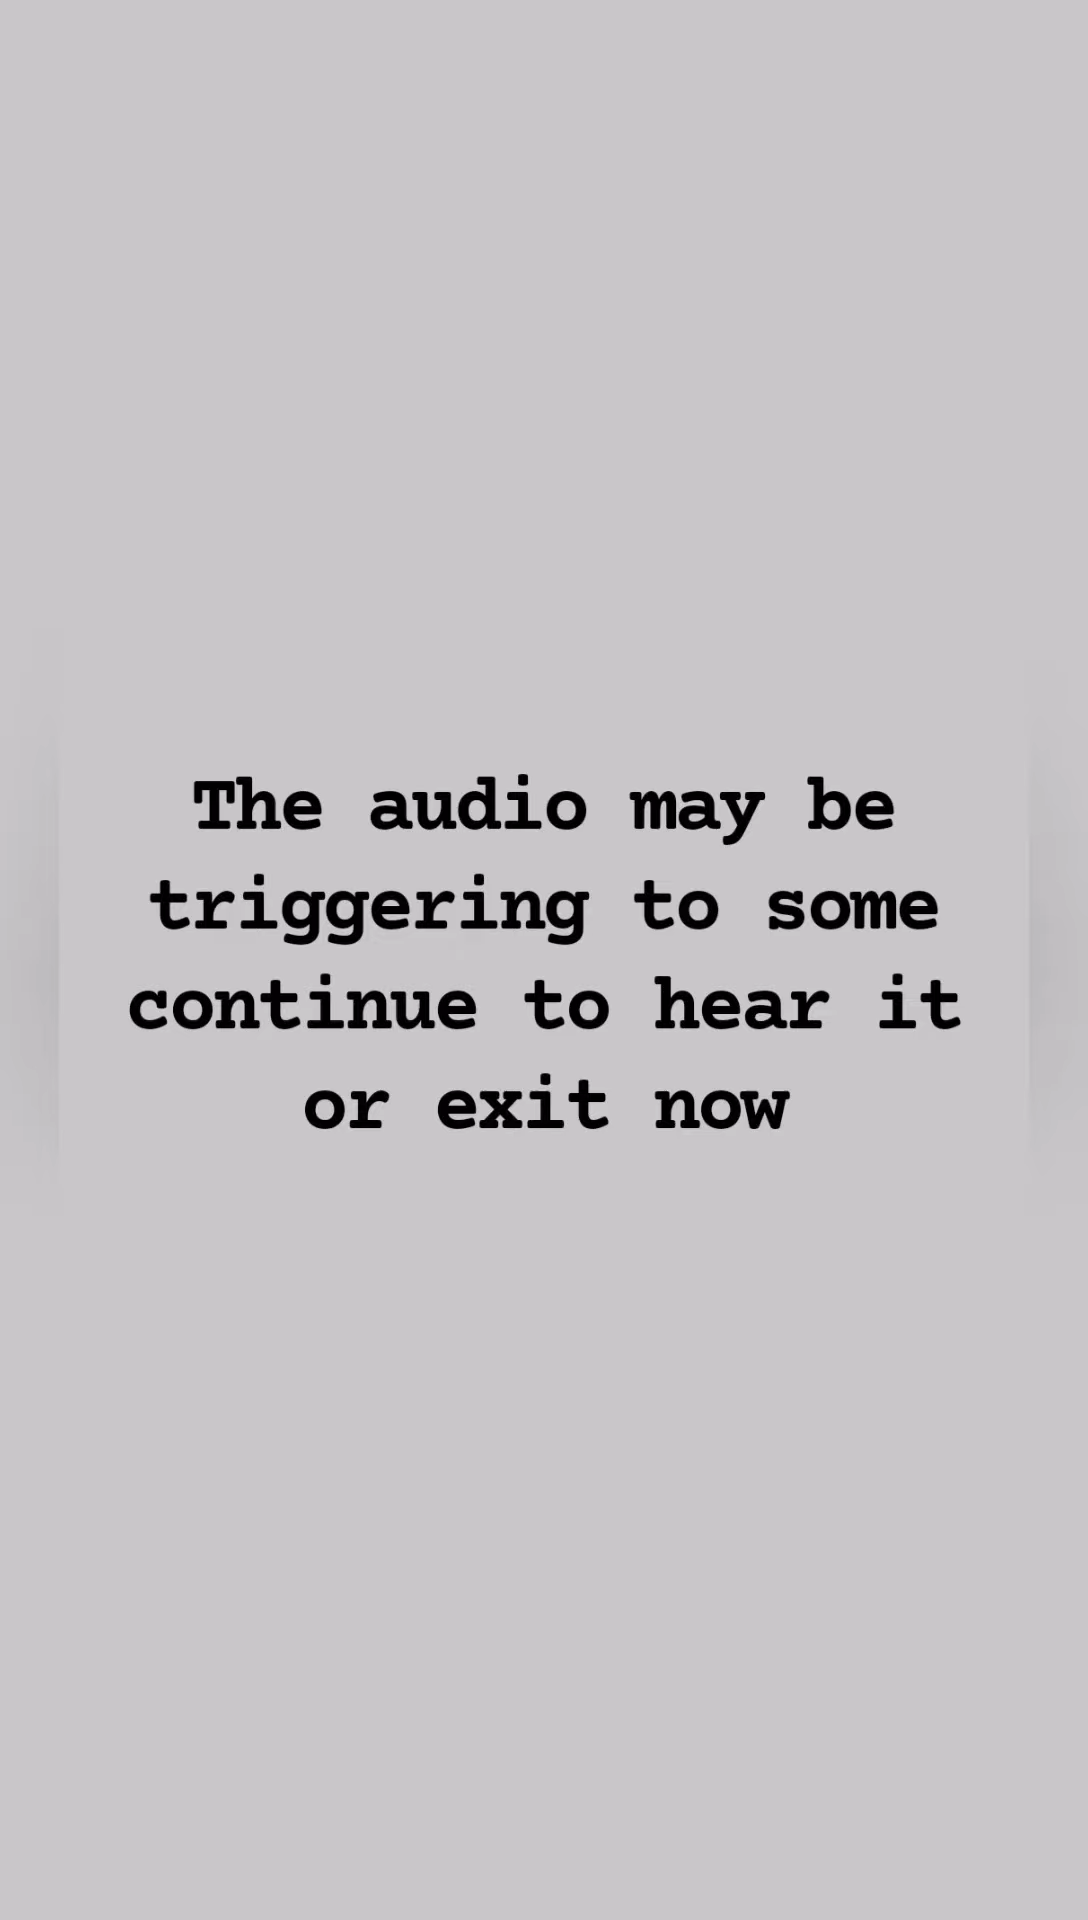 The audio may be
triggering to some
continue to hear it
or exit now